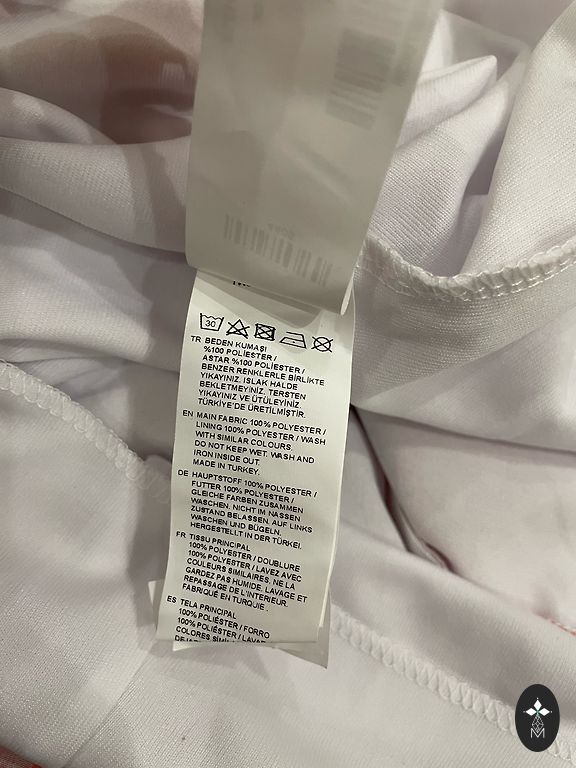 30
TR BEDEN KUMAŞI
%100 POLİESTER /
ASTAR %100 POLİESTER /
BENZER RENKLERLE BİRLİKTE
YIKAYINIZ. ISLAK HALDE
BEKLETMEYİNİZ. TERSTEN
YIKAYINIZ VE ÜTÜLEYİNİZ.
TÜRKİYE'DE ÜRETİLMİŞTİR.
EN MAIN FABRIC 100% POLYESTER /
LINING 100% POLYESTER / WASH
WITH SIMILAR COLOURS
DO NOT KEEP WET. WASH AND
IRON INSIDE OUT.
MADE IN TURKEY.
DE HAUPTSTOFF 100% POLYESTER /
FUTTER 100% POLYESTER /
GLEICHE FARBEN ZUSAMMEN
WASCHEN. NICHT IM NASSEN
ZUSTAND BELASSEN. AUF LINKS
WASCHEN UND BÜGELN.
HERGESTELLT IN DER TÜRKEI.
FR TISSU PRINCIPAL
100% POLYESTER / DOUBLURE
100% POLYESTER / LAVEZ AVEC
COULEURS SIMILAIRES. NE LA
GARDEZ PAS HUMIDE. LAVAGE ET
REPASSAGE DE L'INTERIEUR.
FABRIQUÉ EN TURQUIE.
ES TELA PRINCIPAL
100% POLIÉSTER / FORRO
100% POLIÉSTER /
COLORES
M